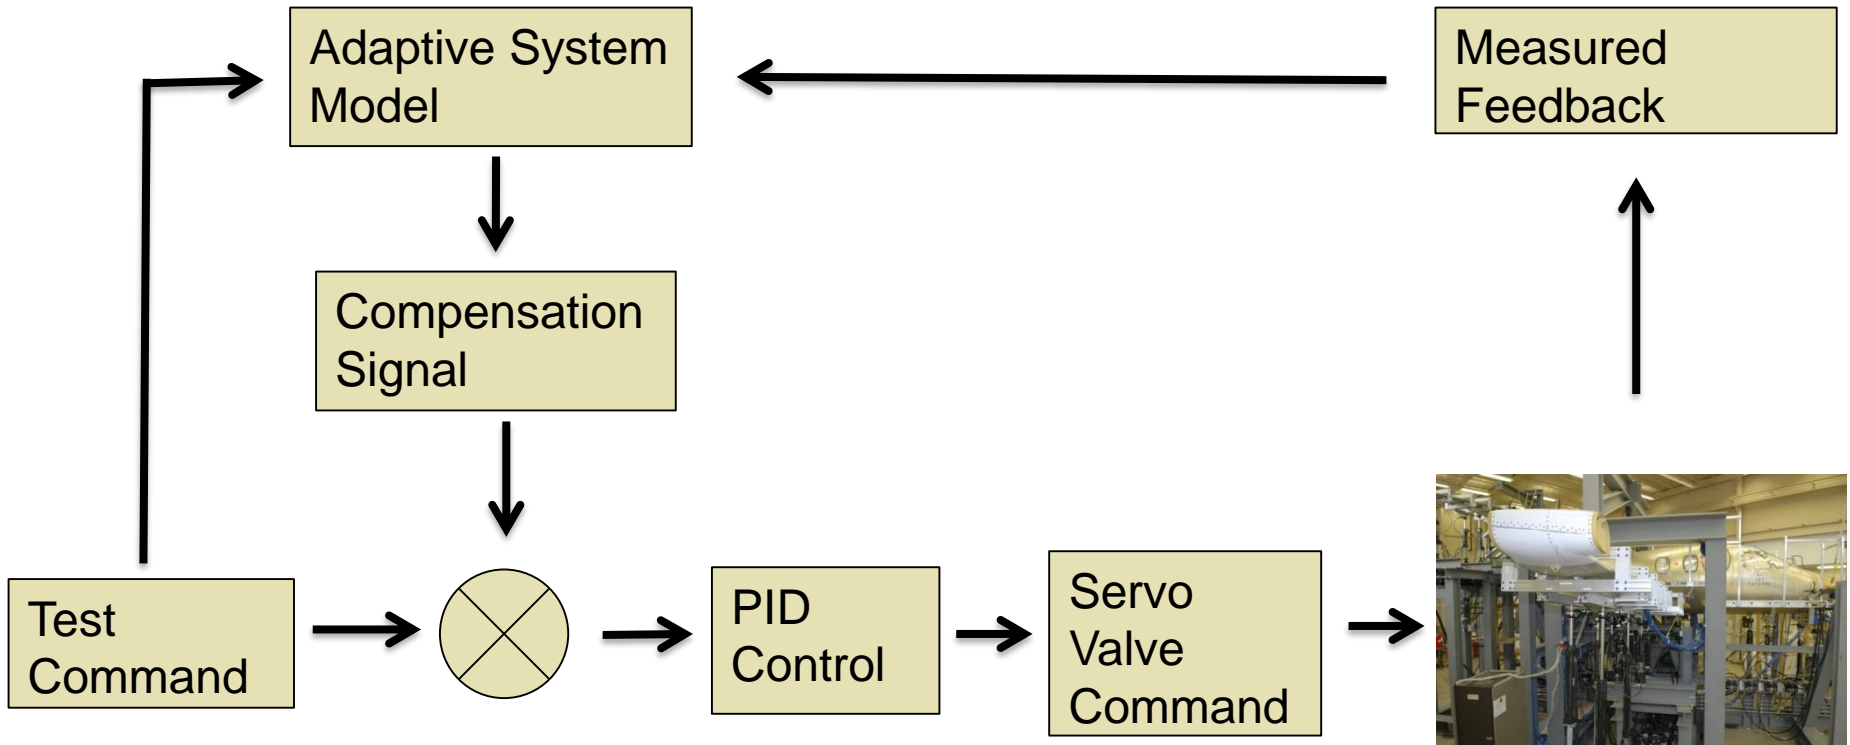 Adaptive System
Model
Measured
Feedback
Compensation
Signal
Test
Command
PID
Control
Servo
Valve
Command